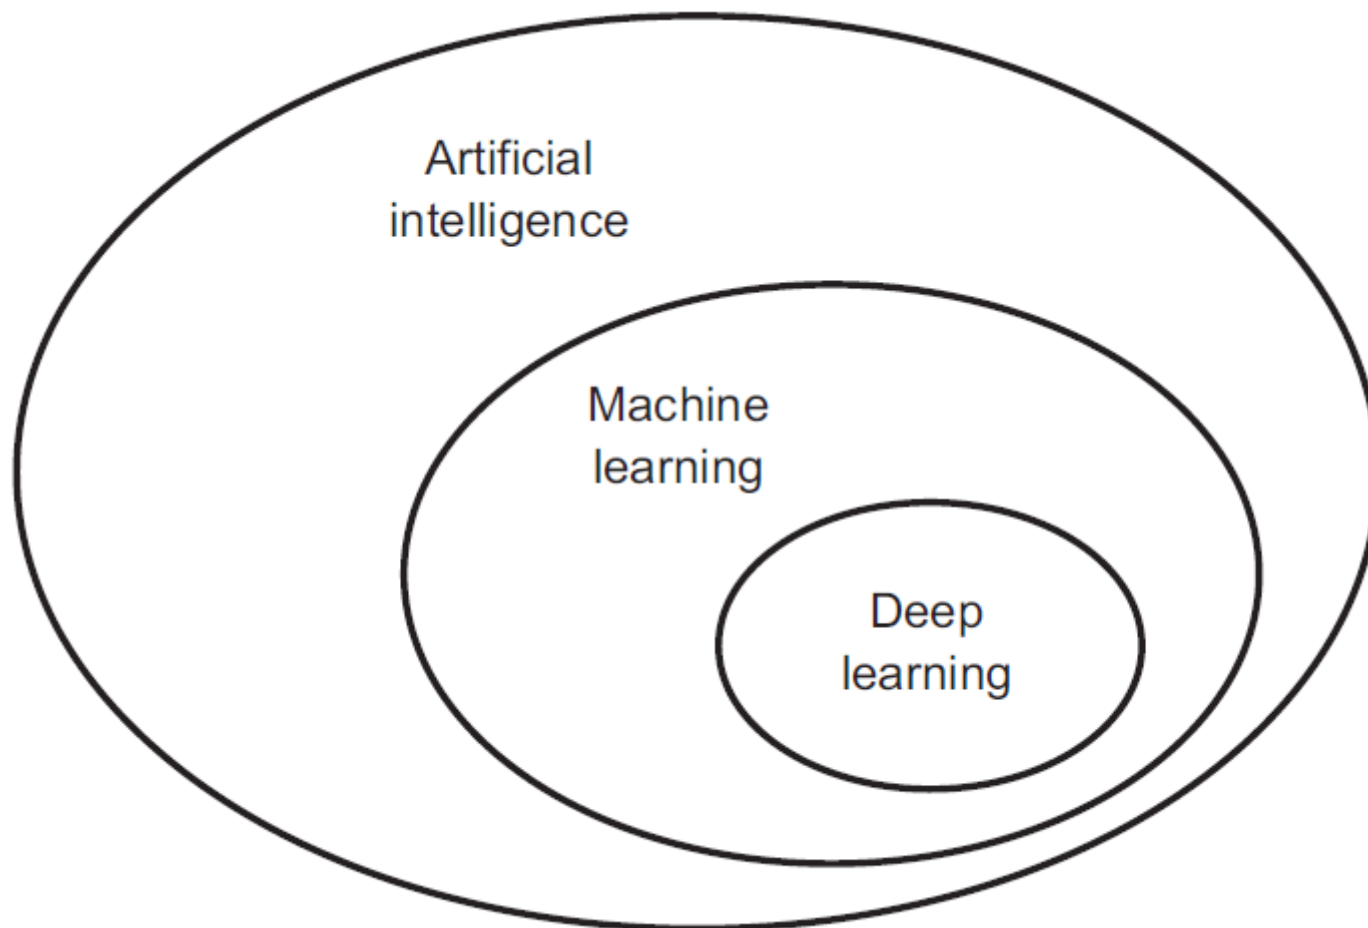 Artificial
intelligence
Machine
learning
Deep
learning